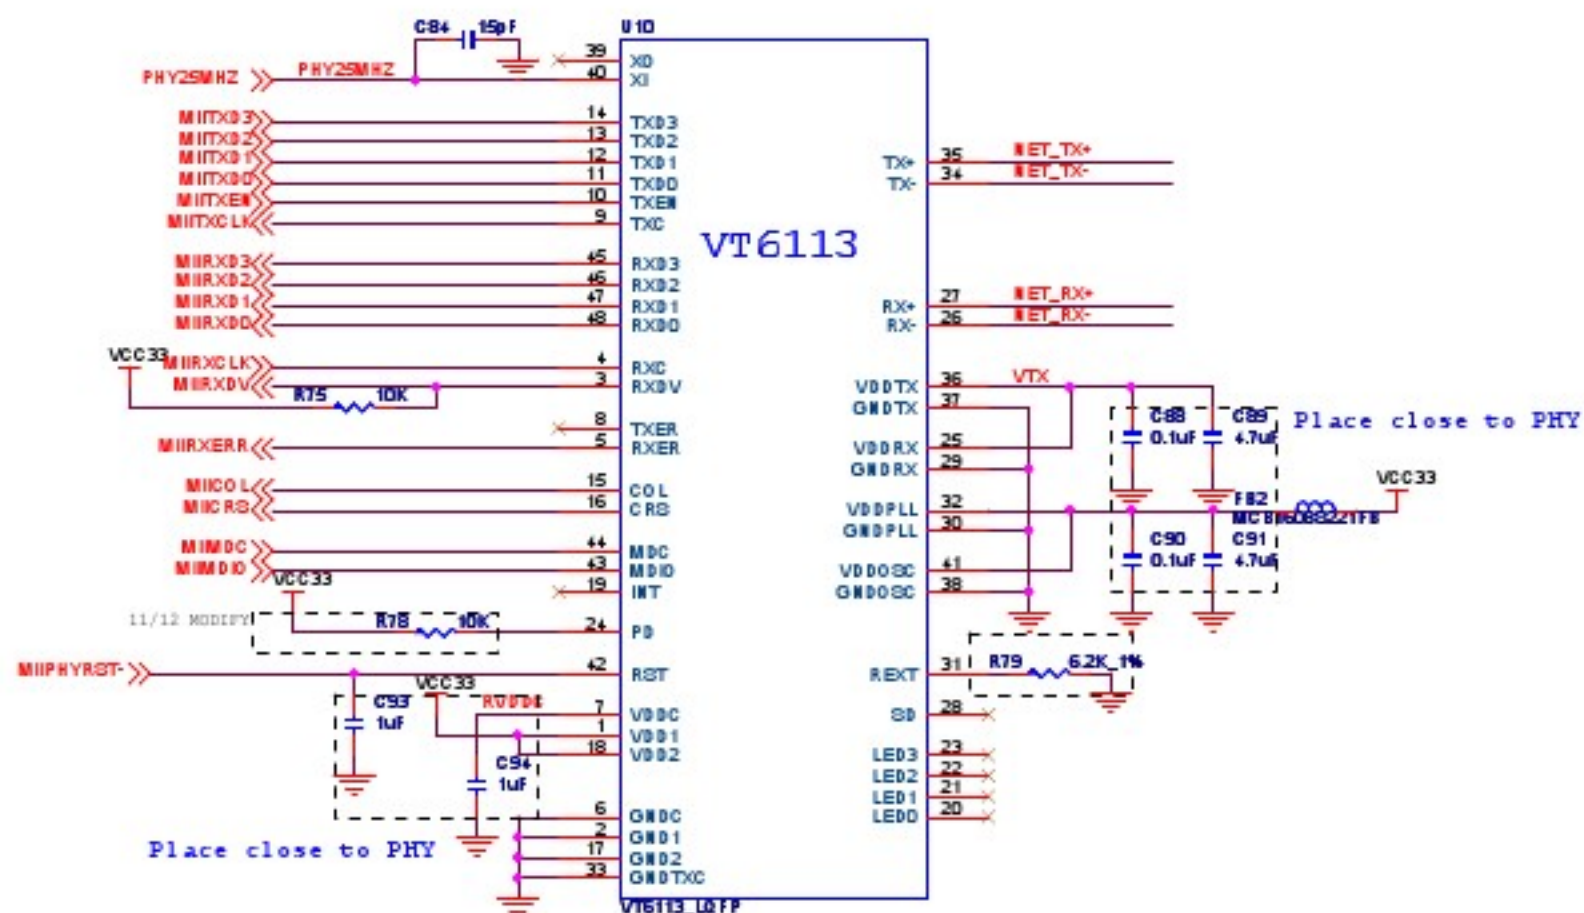 C84 15pF
U10
39 XO
PHY25MHZ PHY25MHZ 40 XI
MIITXD3 14 TXD3
MIITXD2 13 TXD2
MIITXD1 12 TXD1
MIITXD0 11 TXD0
MIITXEN 10 TXEN
MIITXCLK 9 TXC
TX+ 35 NET_TX+
TX- 34 NET_TX-
VT6113
MIIRXD3 45 RXD3
MIIRXD2 46 RXD2
MIIRXD1 47 RXD1
MIIRXD0 48 RXD0
RX+ 27 NET_RX+
RX- 26 NET_RX-
VCC33
MIIRXCLK 4 RXC
MIIRXDV 3 RXDV
R75 10K
8 TXER
MIIRXERR 5 RXER
VDDTX 36 VTX
GNDTX 37
VDDRX 25
GNDRX 29
C88 0.1uF
C89 4.7uF
Place close to PHY
MIICOL 15 COL
MIICRS 16 CRS
VDDPLL 32
GNDPLL 30
FB2
VCC33
C90 0.1uF
C91 4.7uF
MIIMDC 44 MDC
MIIMDIO 43 MDIO
19 INT
VDDOSC 41
GNDOSC 38
VCC33
11/12 MODIFY R78 10K 24 PD
MIIPHYRST- 42 RST
REXT 31 R79 6.2K_1%
SD 28
VCC33
C93 1uF
7 VDDC
1 VDD1
18 VDD2
C94 1uF
LED3 23
LED2 22
LED1 21
LED0 20
6 GNDC
2 GND1
17 GND2
33 GNDTXC
Place close to PHY
VT6113_LQFP